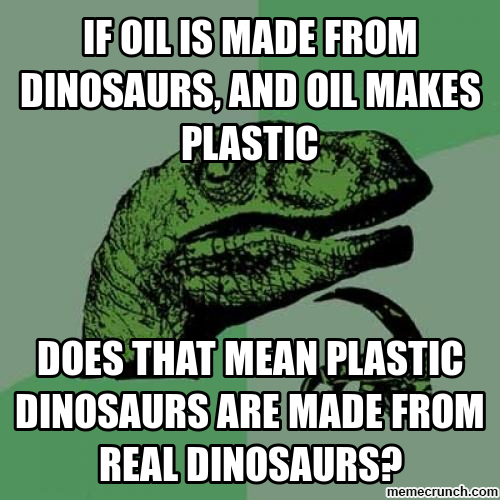 IF OIL IS MADE FROM
DINOSAURS, AND OIL MAKES
PLASTIC
DOES THAT MEAN PLASTIC
DINOSAURS ARE MADE FROM
REAL DINOSAURS?
memecrunch.com